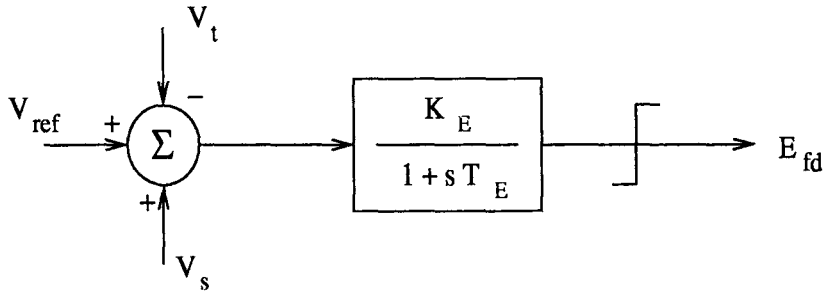 V_t
V_ref
+
-
Σ
+
V_s
K_E
1 + s T_E
E_fd